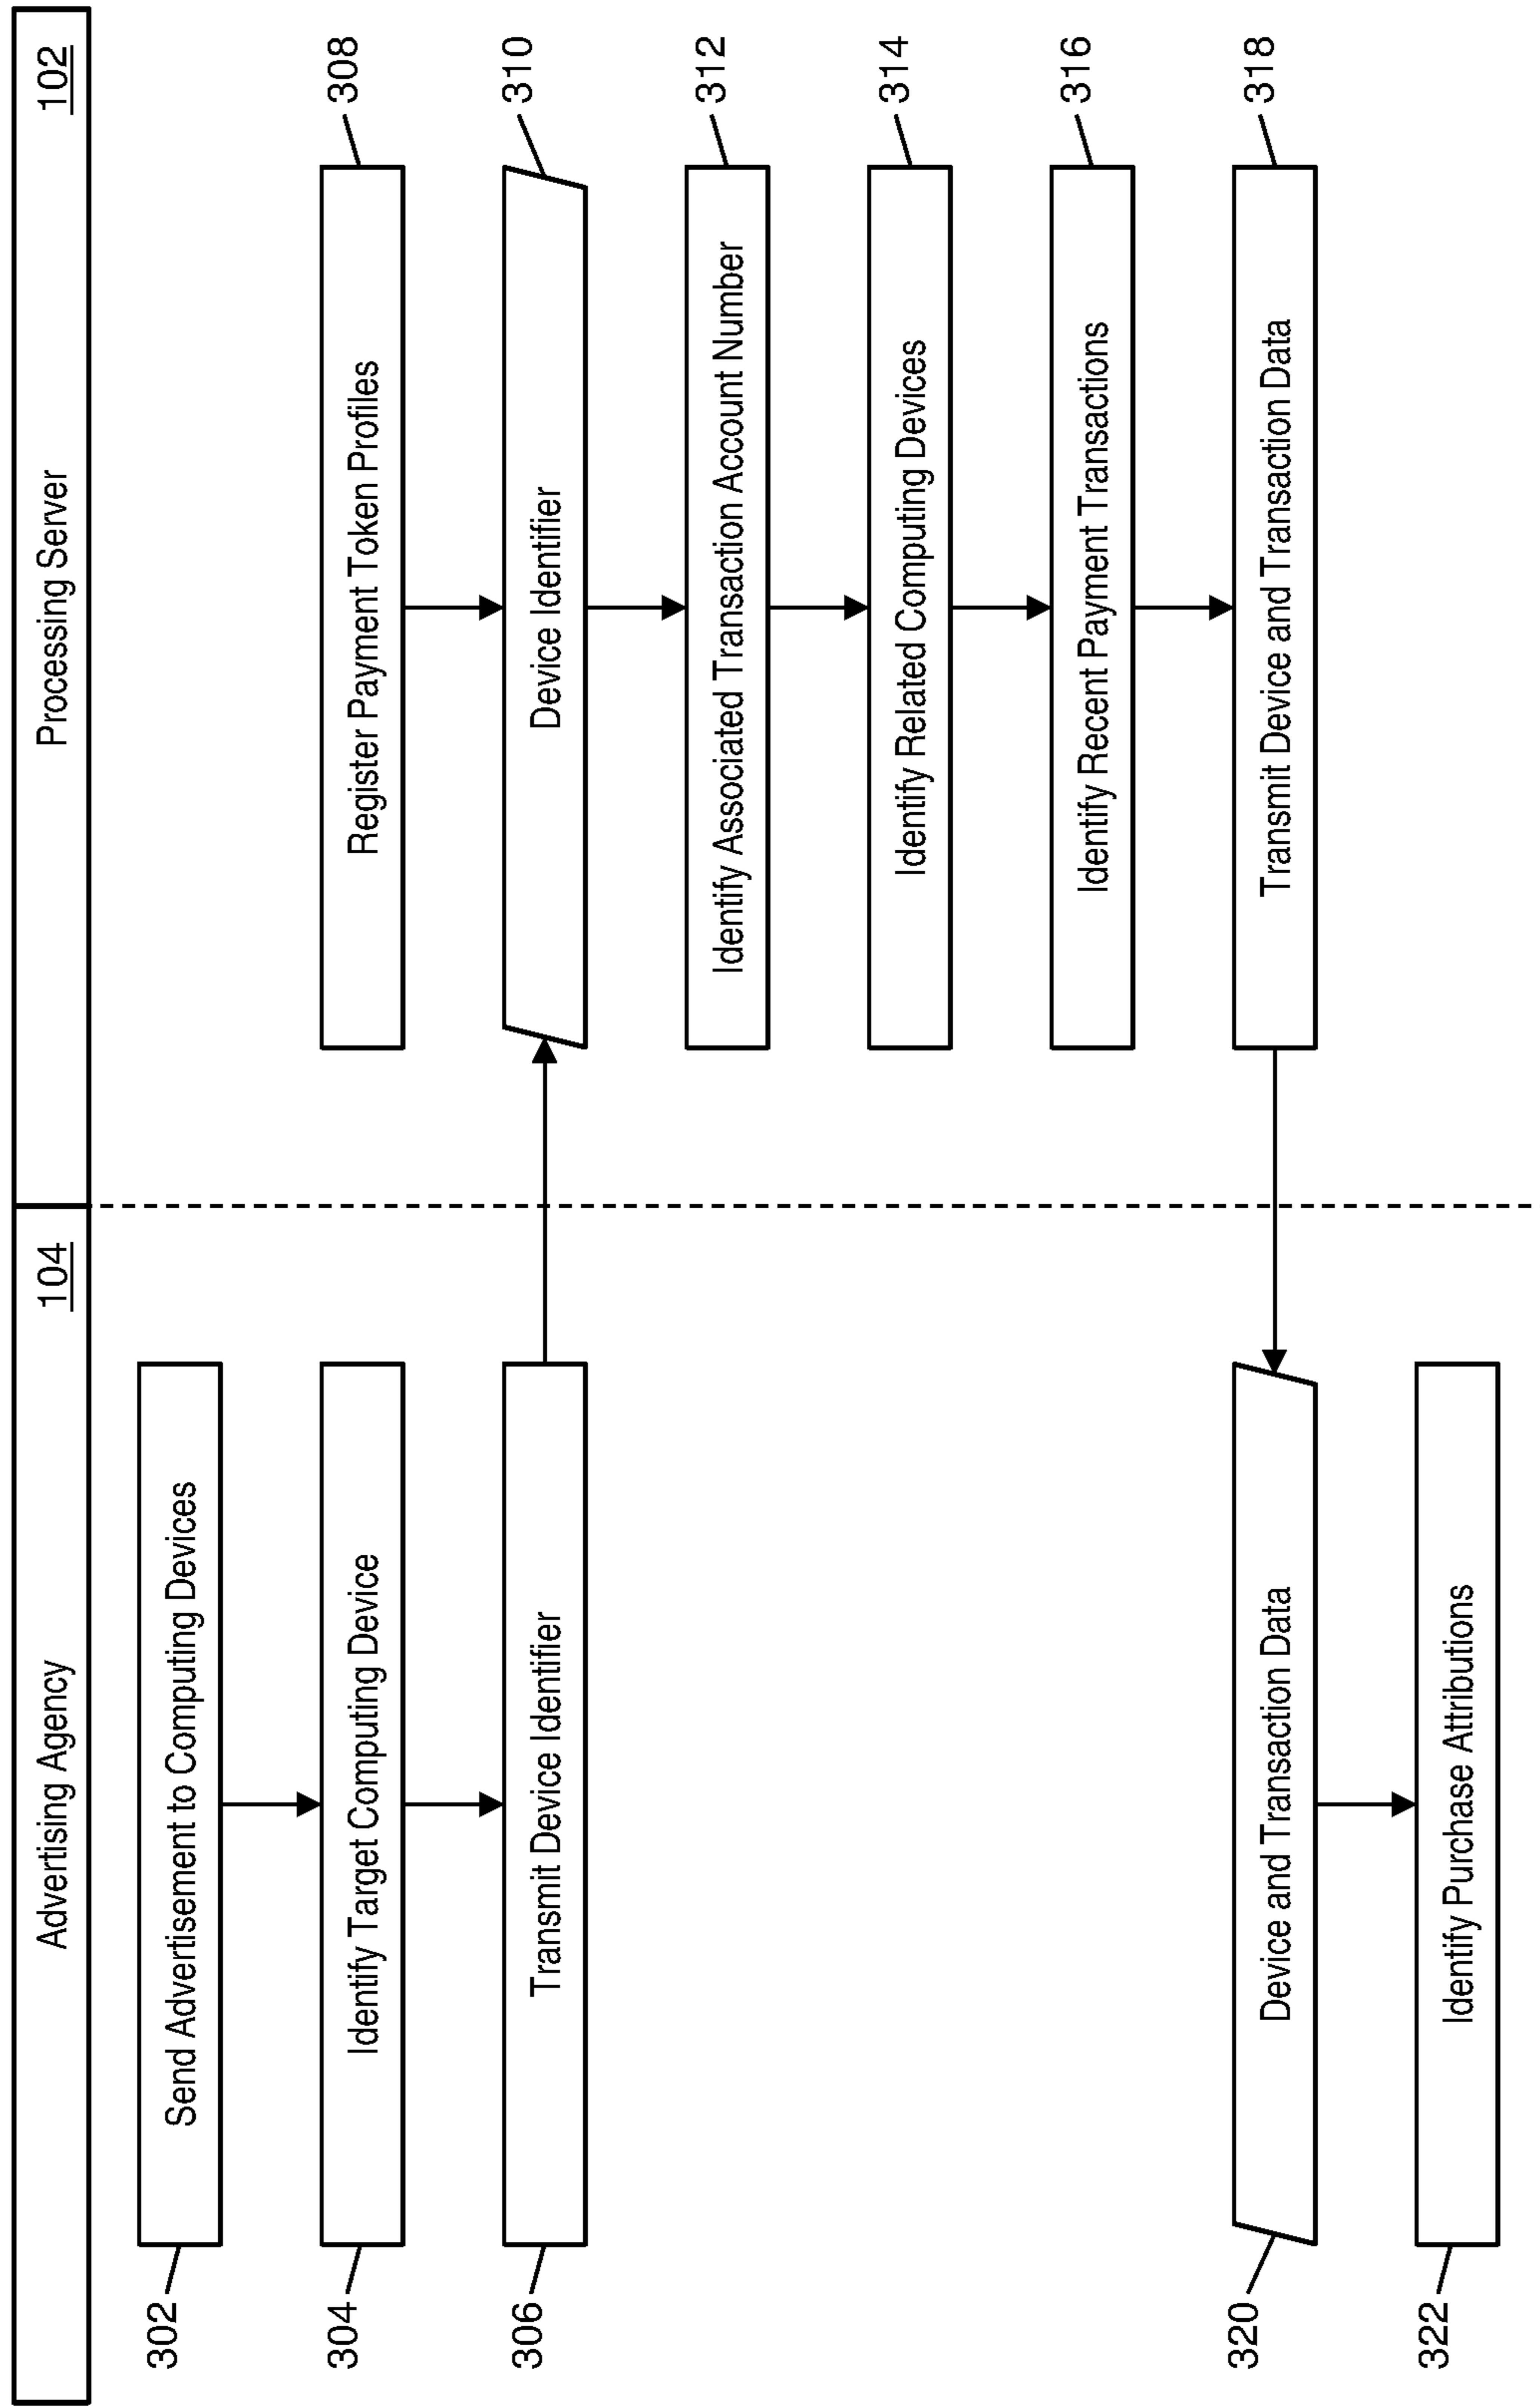 Advertising Agency 104
Processing Server 102
302 Send Advertisement to Computing Devices
304 Identify Target Computing Device
Register Payment Token Profiles 308
306 Transmit Device Identifier
Device Identifier 310
Identify Associated Transaction Account Number 312
Identify Related Computing Devices 314
Identify Recent Payment Transactions 316
320 Device and Transaction Data
Transmit Device and Transaction Data 318
322 Identify Purchase Attributions